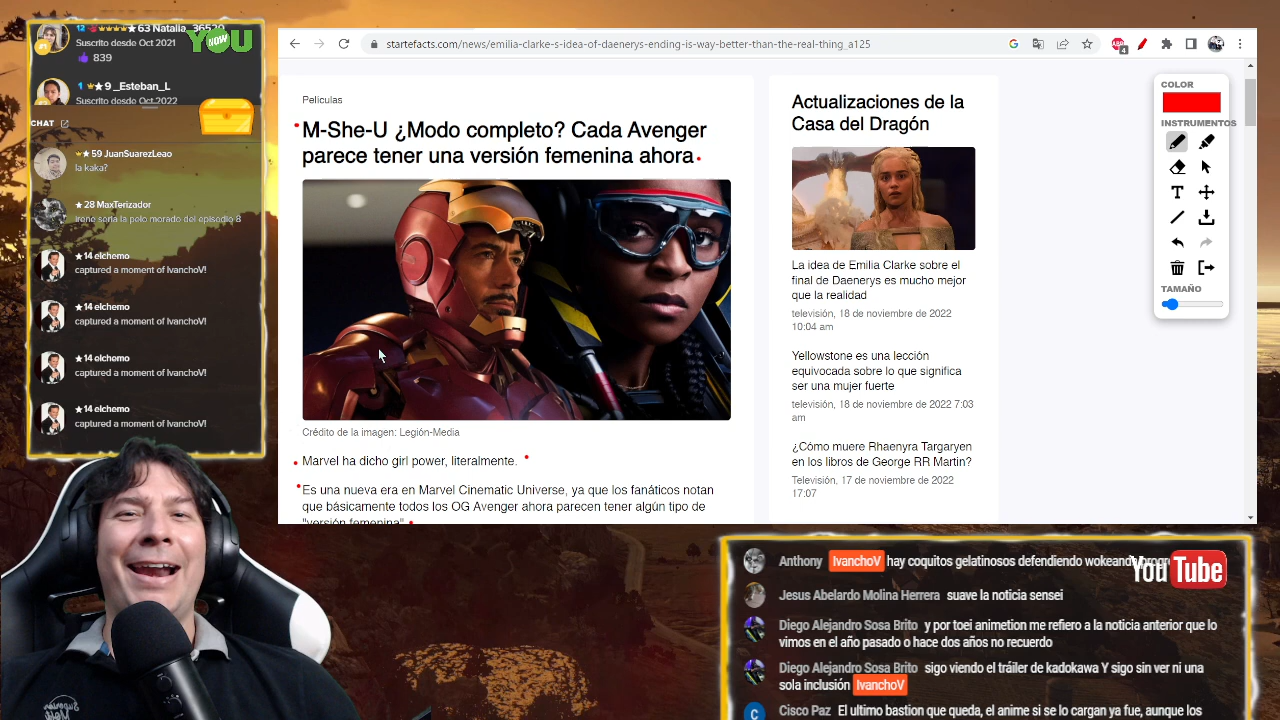 12 ★ 63 Natalia_36520
Suscrito desde Oct 2021
839
YOU NOW
#1
1 ★ 9 _Esteban_L
Suscrito desde Oct 2022
CHAT
★ 59 JuanSuarezLeao
la kaka?
★ 28 MaxTerizador
Irene seria la pelo morado del episodio 8
★ 14 elchemo
captured a moment of IvanchoV!
★ 14 elchemo
captured a moment of IvanchoV!
★ 14 elchemo
captured a moment of IvanchoV!
★ 14 elchemo
captured a moment of IvanchoV!
startefacts.com/news/emilia-clarke-s-idea-of-daenerys-ending-is-way-better-than-the-real-thing_a125
ABP
4
Películas
M-She-U ¿Modo completo? Cada Avenger
parece tener una versión femenina ahora
Crédito de la imagen: Legión-Media
Marvel ha dicho girl power, literalmente.
Es una nueva era en Marvel Cinematic Universe, ya que los fanáticos notan
que básicamente todos los OG Avenger ahora parecen tener algún tipo de
"versión femenina"
Actualizaciones de la
Casa del Dragón
La idea de Emilia Clarke sobre el
final de Daenerys es mucho mejor
que la realidad
televisión, 18 de noviembre de 2022
10:04 am
Yellowstone es una lección
equivocada sobre lo que significa
ser una mujer fuerte
televisión, 18 de noviembre de 2022 7:03
am
¿Cómo muere Rhaenyra Targaryen
en los libros de George RR Martin?
Televisión, 17 de noviembre de 2022
17:07
COLOR
INSTRUMENTOS
T
TAMAÑO
Anthony IvanchoV hay coquitos gelatinosos defendiendo
YouTube
Jesus Abelardo Molina Herrera suave la noticia sensei
Diego Alejandro Sosa Brito y por toei animetion me refiero a la noticia anterior que lo
vimos en el año pasado o hace dos años no recuerdo
Diego Alejandro Sosa Brito sigo viendo el tráiler de kadokawa Y sigo sin ver ni una
sola inclusión IvanchoV
C Cisco Paz El ultimo bastion que queda, el anime si se lo cargan ya fue, aunque los